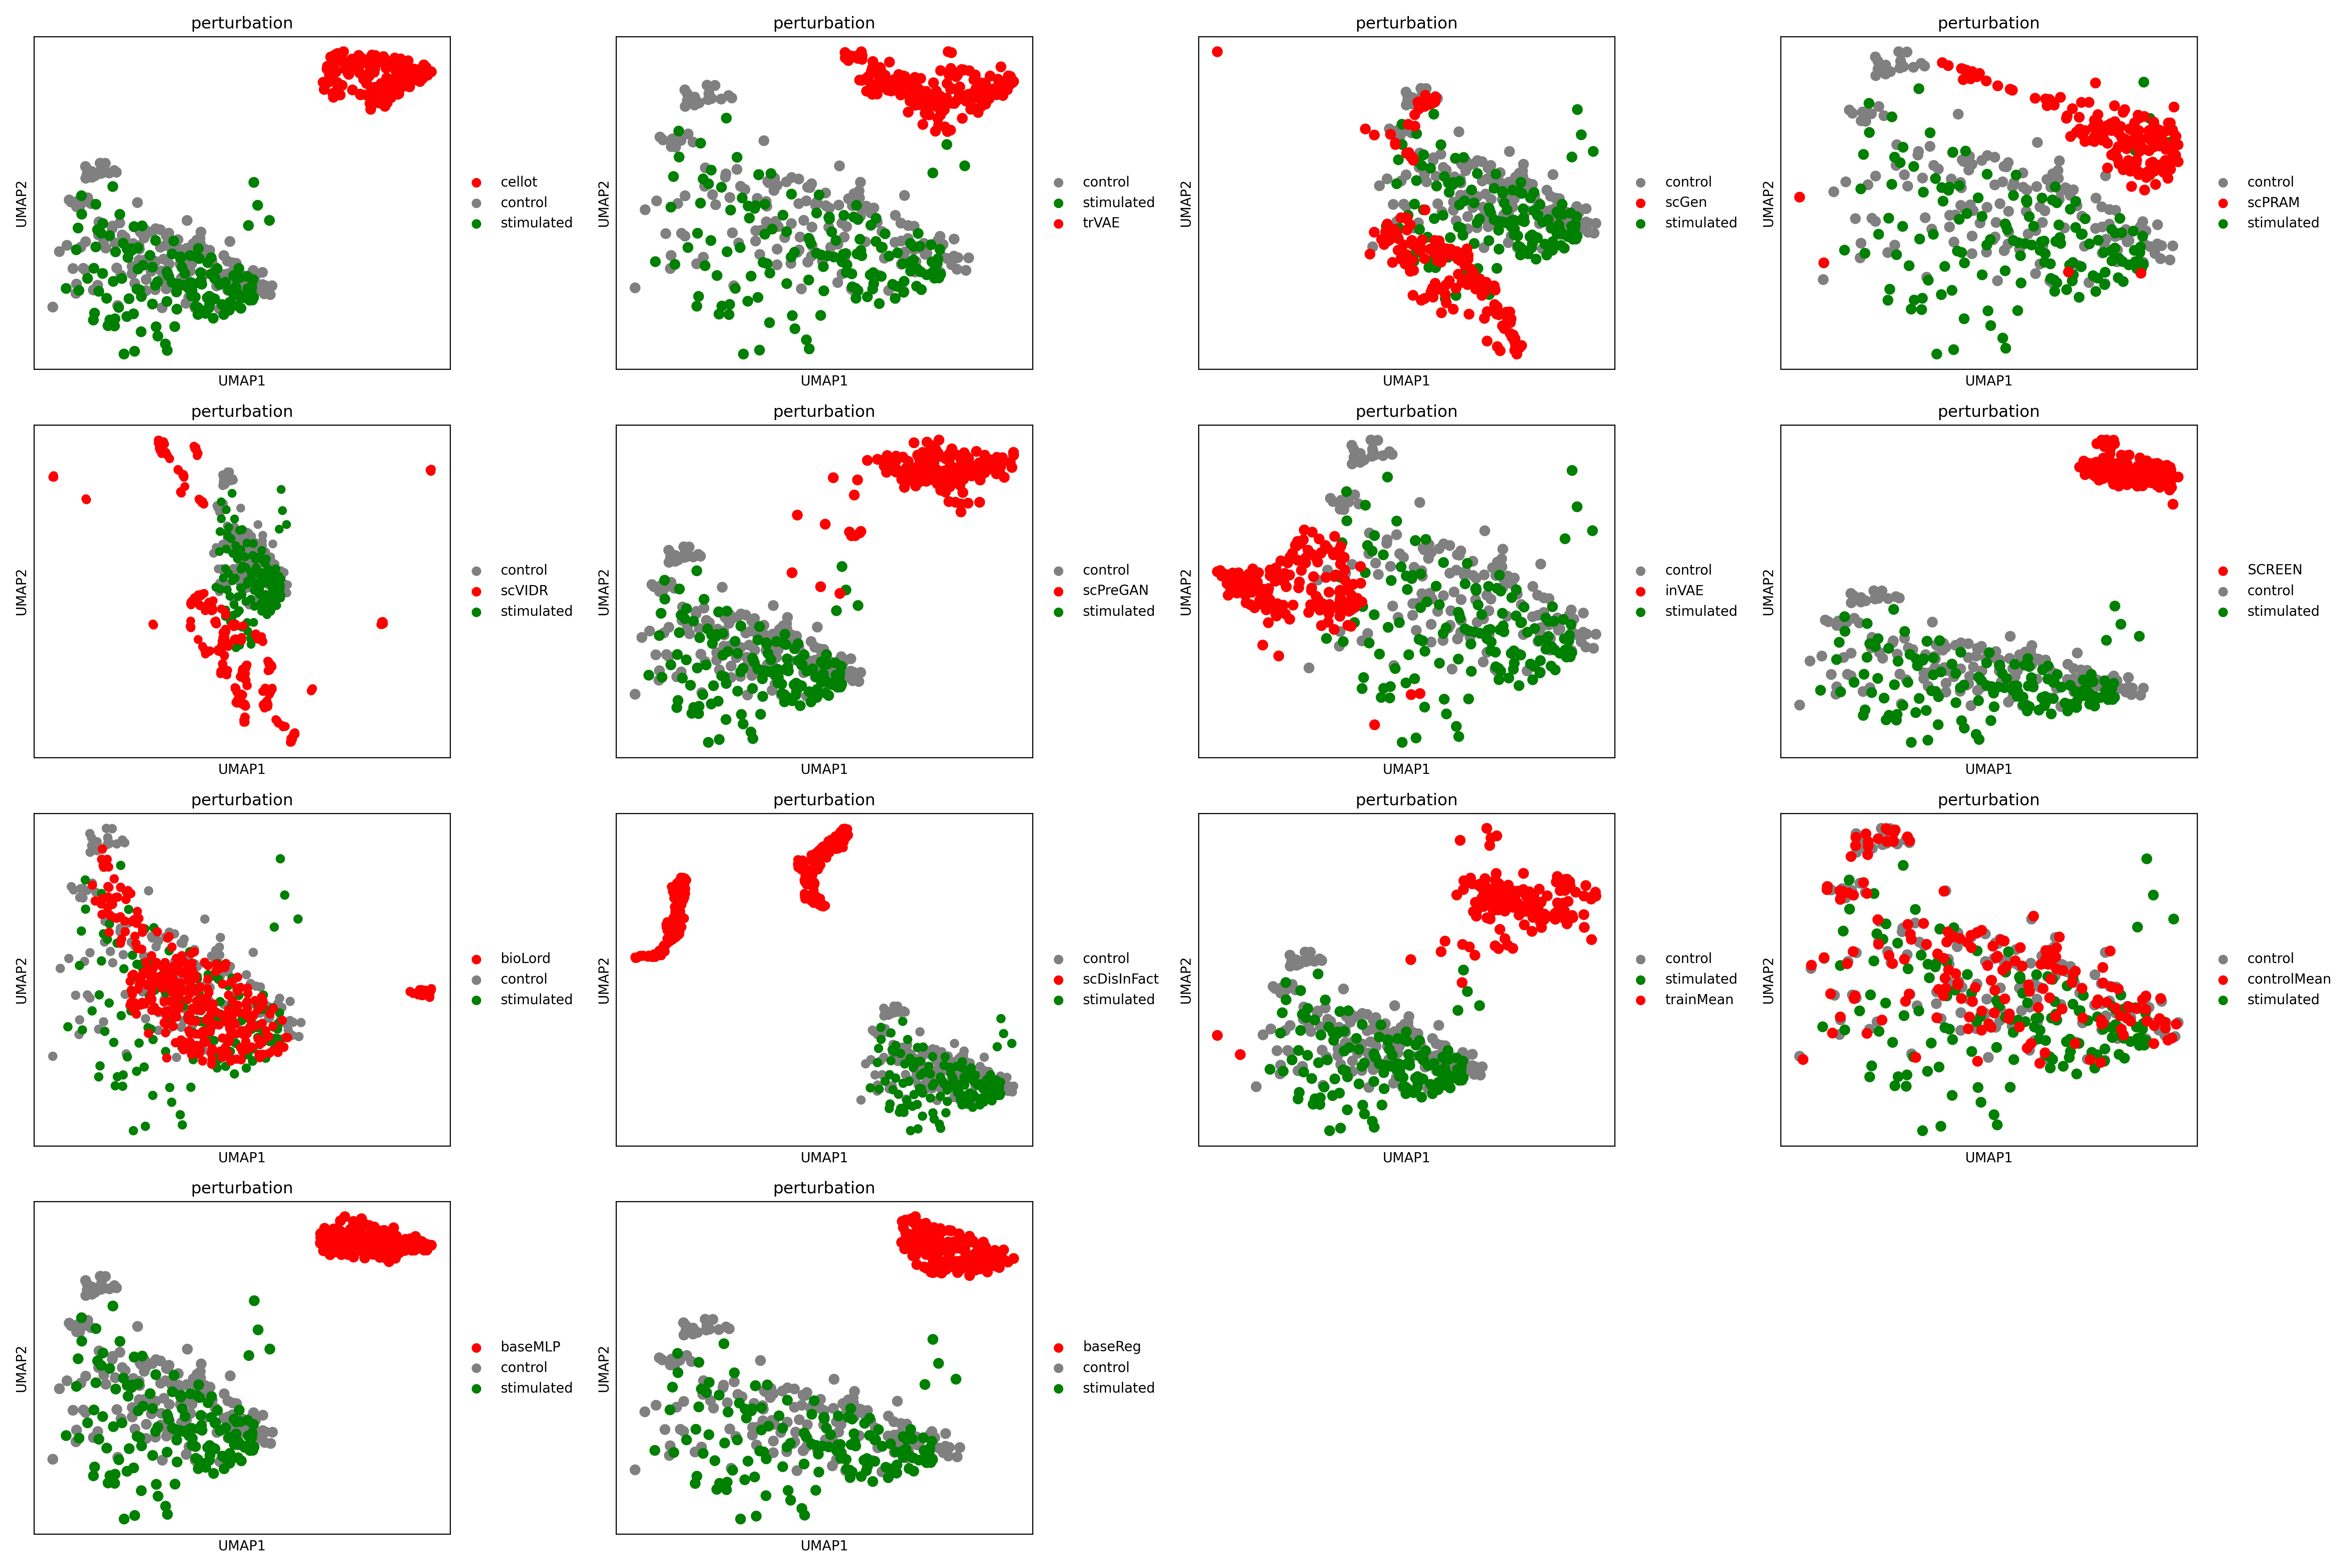 perturbation
UMAP2
UMAP1
cellot
control
stimulated
perturbation
UMAP2
UMAP1
control
stimulated
trVAE
perturbation
UMAP2
UMAP1
control
scGen
stimulated
perturbation
UMAP2
UMAP1
control
scPRAM
stimulated
perturbation
UMAP2
UMAP1
control
scVIDR
stimulated
perturbation
UMAP2
UMAP1
control
scPreGAN
stimulated
perturbation
UMAP2
UMAP1
control
inVAE
stimulated
perturbation
UMAP2
UMAP1
SCREEN
control
stimulated
perturbation
UMAP2
UMAP1
bioLord
control
stimulated
perturbation
UMAP2
UMAP1
control
scDisInFact
stimulated
perturbation
UMAP2
UMAP1
control
stimulated
trainMean
perturbation
UMAP2
UMAP1
control
controlMean
stimulated
perturbation
UMAP2
UMAP1
baseMLP
control
stimulated
perturbation
UMAP2
UMAP1
baseReg
control
stimulated